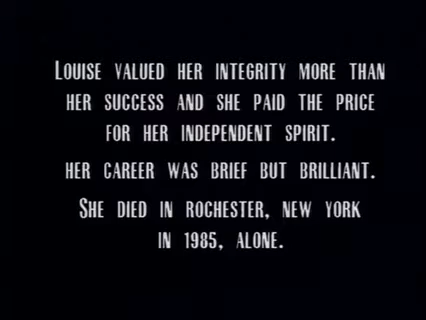 Louise valued her integrity more than
her success and she paid the price
for her independent spirit.
her career was brief but brilliant.
She died in rochester, new york
in 1985, alone.